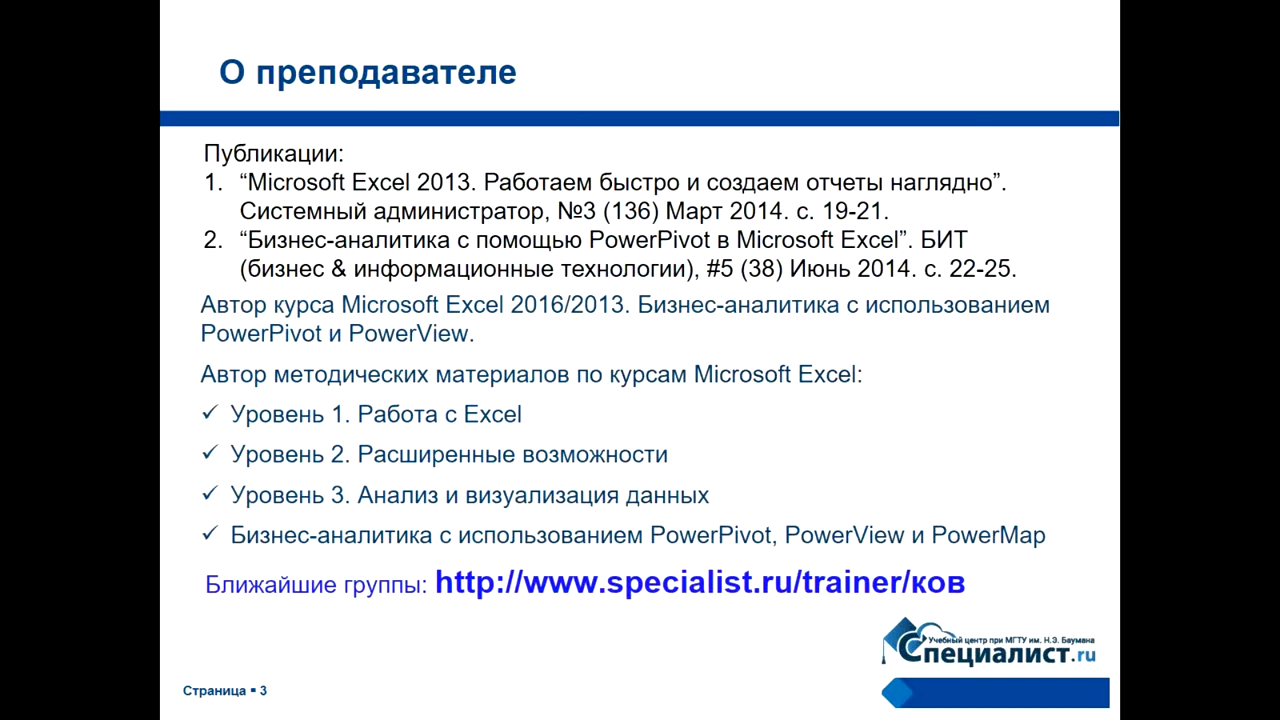 О преподавателе
Публикации:
1. “Microsoft Excel 2013. Работаем быстро и создаем отчеты наглядно”.
Системный администратор, №3 (136) Март 2014. с. 19-21.
2. “Бизнес-аналитика с помощью PowerPivot в Microsoft Excel”. БИТ
(бизнес & информационные технологии), #5 (38) Июнь 2014. с. 22-25.
Автор курса Microsoft Excel 2016/2013. Бизнес-аналитика с использованием
PowerPivot и PowerView.
Автор методических материалов по курсам Microsoft Excel:
✓ Уровень 1. Работа с Excel
✓ Уровень 2. Расширенные возможности
✓ Уровень 3. Анализ и визуализация данных
✓ Бизнес-аналитика с использованием PowerPivot, PowerView и PowerMap
Ближайшие группы: http://www.specialist.ru/trainer/ков
Учебный центр при МГТУ им. Н.Э. Баумана
Специалист.ru
Страница ▪ 3